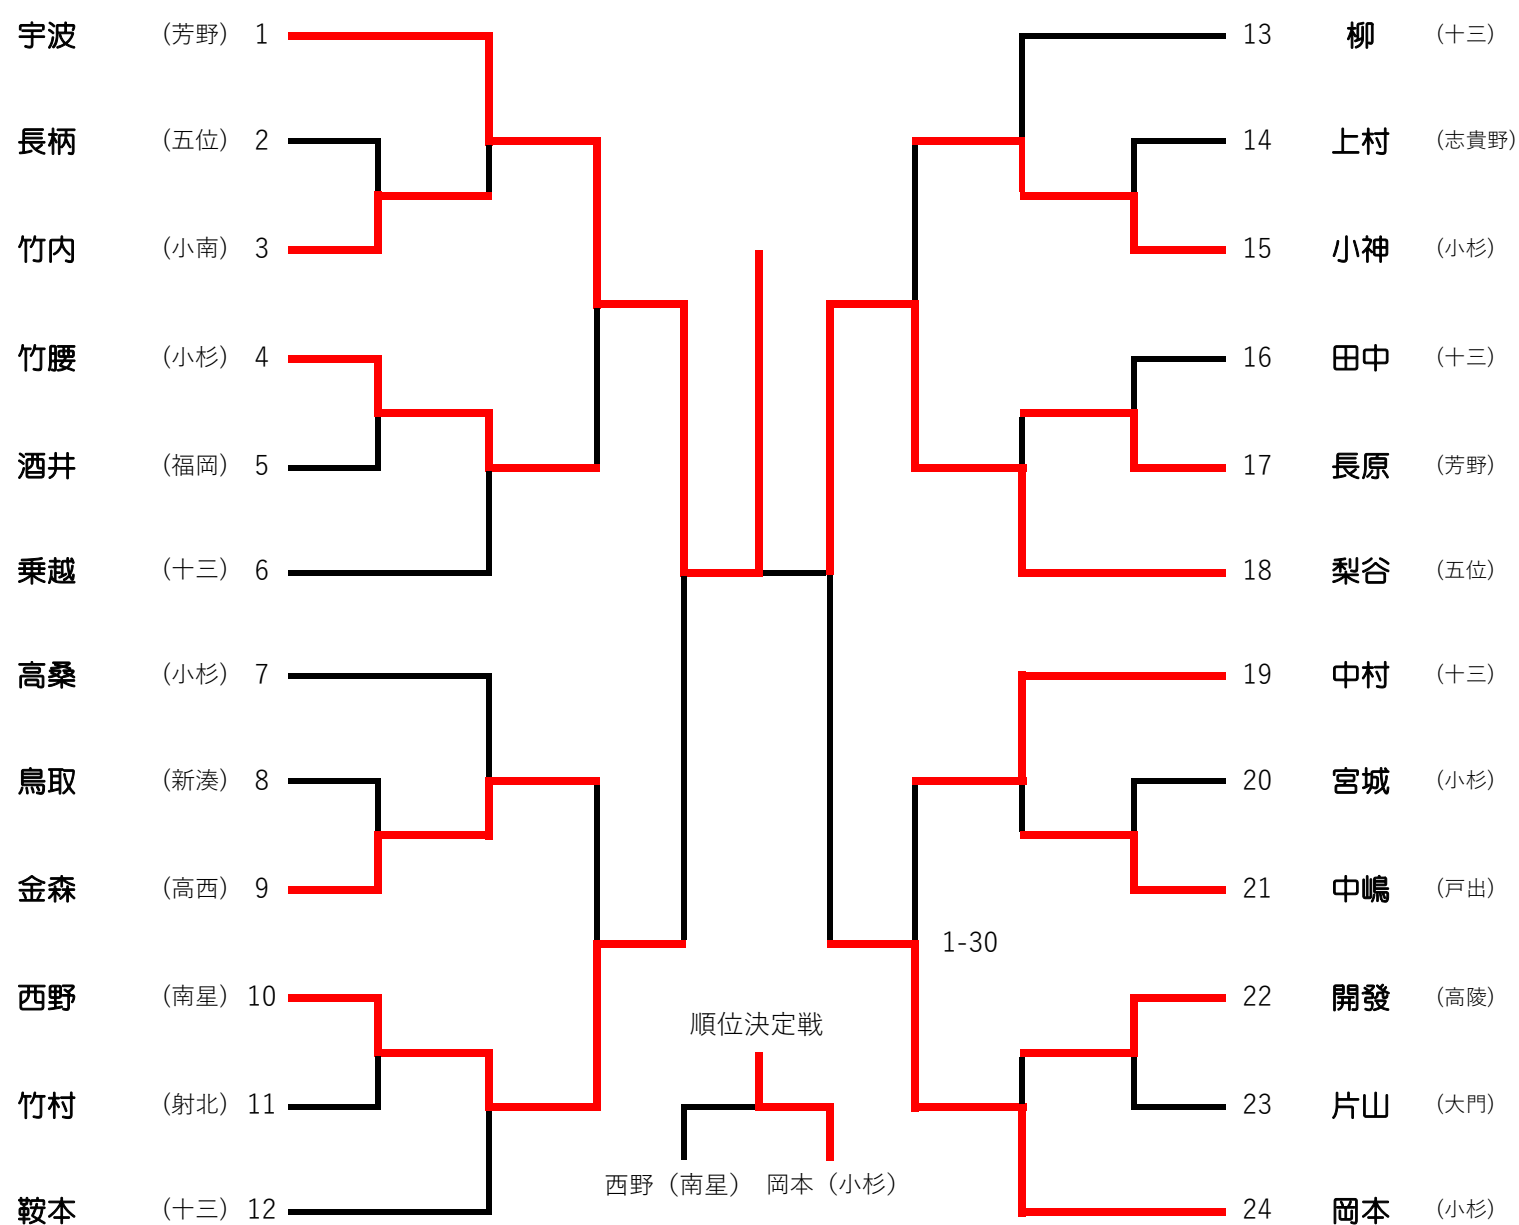 宇波 （芳野） 1
長柄 （五位） 2
竹内 （小南） 3
竹腰 （小杉） 4
酒井 （福岡） 5
乗越 （十三） 6
高桑 （小杉） 7
鳥取 （新湊） 8
金森 （高西） 9
西野 （南星） 10
竹村 （射北） 11
鞍本 （十三） 12
13 柳 （十三）
14 上村 （志貴野）
15 小神 （小杉）
16 田中 （十三）
17 長原 （芳野）
18 梨谷 （五位）
19 中村 （十三）
20 宮城 （小杉）
21 中嶋 （戸出）
1-30
22 開發 （高陵）
23 片山 （大門）
24 岡本 （小杉）
順位決定戦
西野（南星） 岡本（小杉）